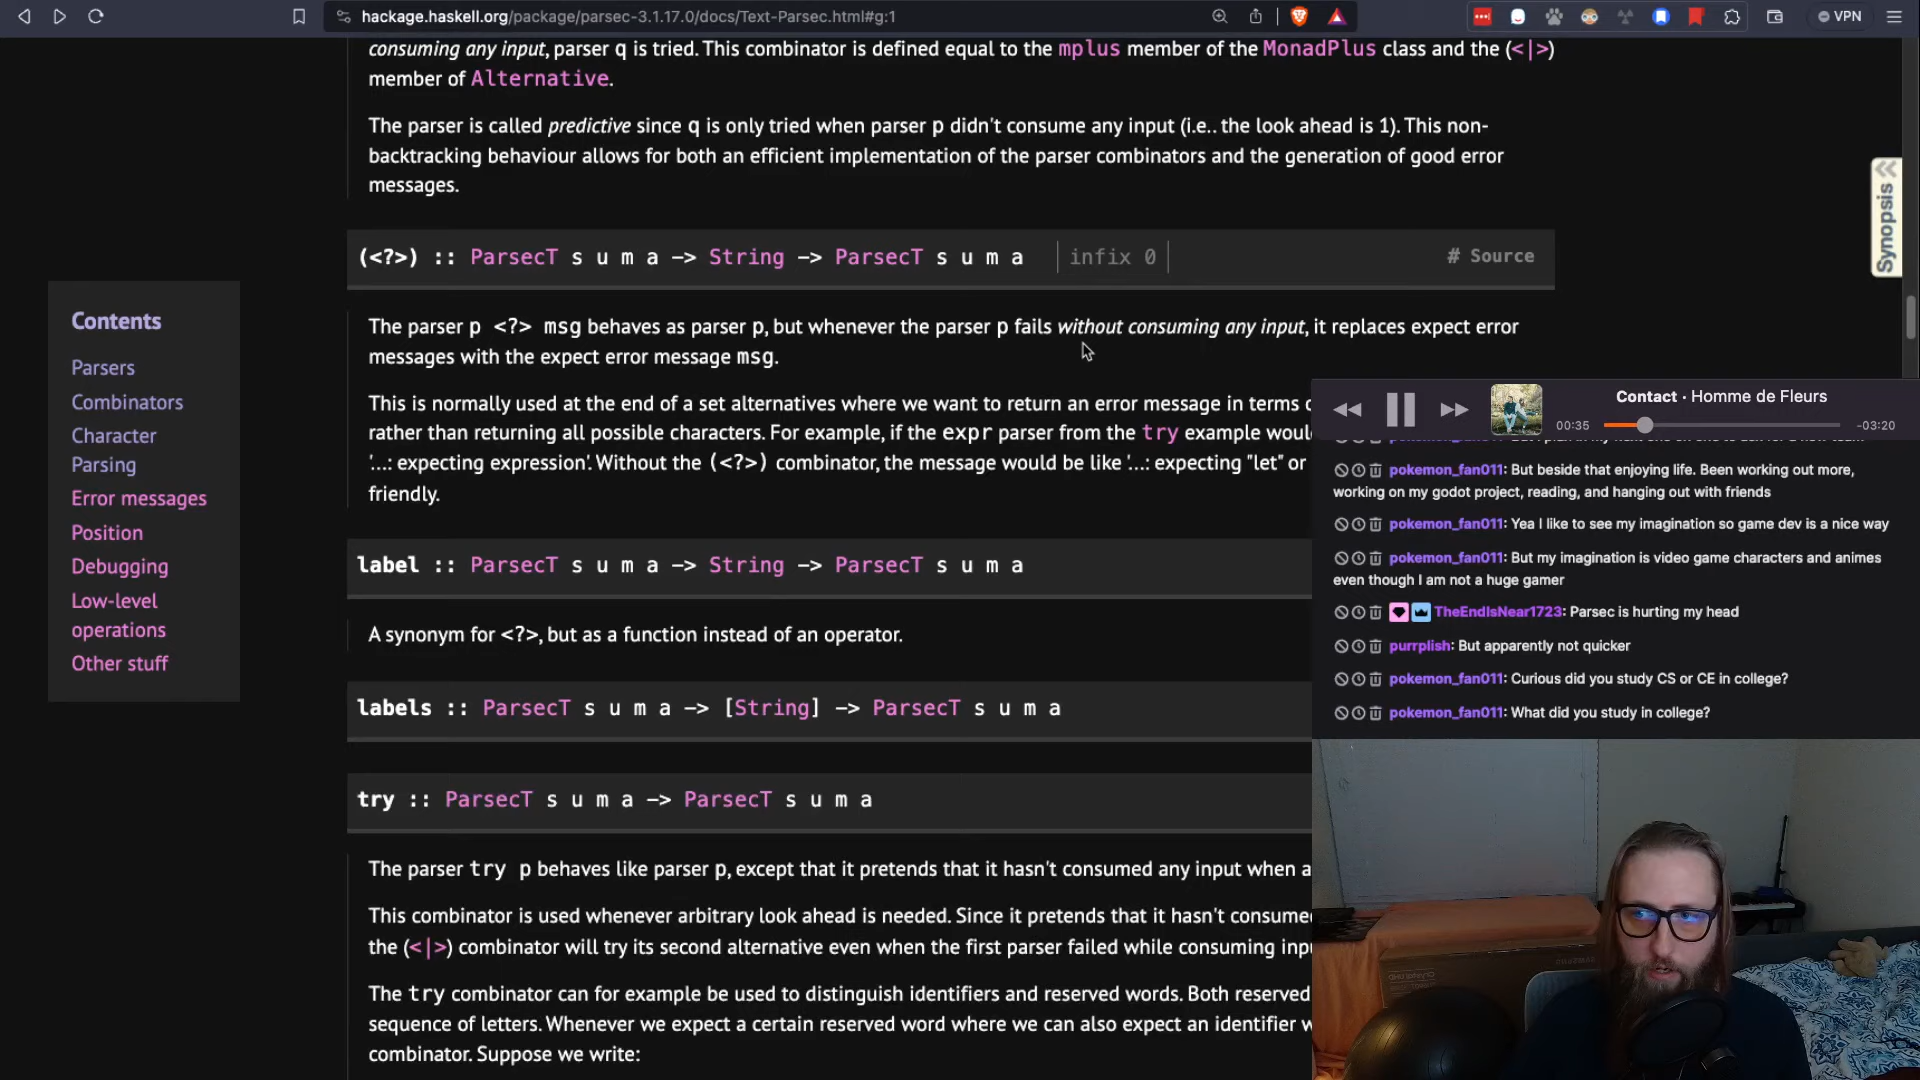 hackage.haskell.org/package/parsec-3.1.17.0/docs/Text-Parsec.html#g:1
VPN
consuming any input, parser q is tried. This combinator is defined equal to the mplus member of the MonadPlus class and the (<|>)
member of Alternative.
The parser is called predictive since q is only tried when parser p didn't consume any input (i.e.. the look ahead is 1). This non-
backtracking behaviour allows for both an efficient implementation of the parser combinators and the generation of good error
messages.
Synopsis
(<?>) :: ParsecT s u m a -> String -> ParsecT s u m a
infix 0
# Source
The parser p <?> msg behaves as parser p, but whenever the parser p fails without consuming any input, it replaces expect error
messages with the expect error message msg.
This is normally used at the end of a set alternatives where we want to return an error message in terms
rather than returning all possible characters. For example, if the expr parser from the try example
'...: expecting expression'. Without the (<?>) combinator, the message would be like '...: expecting "let" or
friendly.
label :: ParsecT s u m a -> String -> ParsecT s u m a
A synonym for <?>, but as a function instead of an operator.
labels :: ParsecT s u m a -> [String] -> ParsecT s u m a
try :: ParsecT s u m a -> ParsecT s u m a
The parser try p behaves like parser p, except that it pretends that it hasn't consumed any input when
This combinator is used whenever arbitrary look ahead is needed. Since it pretends that it hasn't
the (<|>) combinator will try its second alternative even when the first parser failed while consuming
The try combinator can for example be used to distinguish identifiers and reserved words. Both reserved
sequence of letters. Whenever we expect a certain reserved word where we can also expect an identifier
combinator. Suppose we write:
Contents
Parsers
Combinators
Character
Parsing
Error messages
Position
Debugging
Low-level
operations
Other stuff
Contact · Homme de Fleurs
00:35
-03:20
pokemon_fan011: But beside that enjoying life. Been working out more,
working on my godot project, reading, and hanging out with friends
pokemon_fan011: Yea I like to see my imagination so game dev is a nice way
pokemon_fan011: But my imagination is video game characters and animes
even though I am not a huge gamer
TheEndIsNear1723: Parsec is hurting my head
purrplish: But apparently not quicker
pokemon_fan011: Curious did you study CS or CE in college?
pokemon_fan011: What did you study in college?